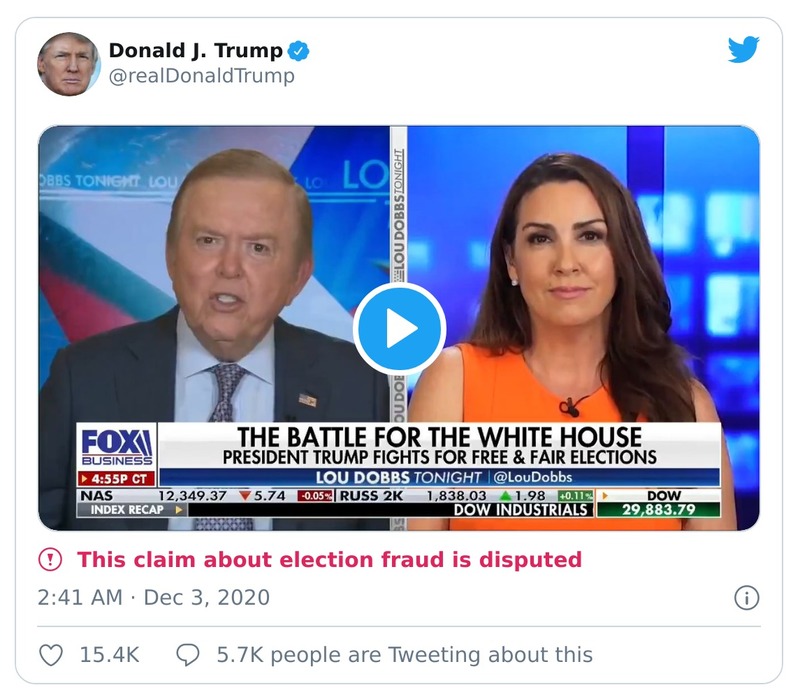 Donald J. Trump
@realDonaldTrump
OBBS TONIGHT LOU
LO
LO
LOU DOBBS TONIGHT
LOU DOB
THE BATTLE FOR THE WHITE HOUSE
PRESIDENT TRUMP FIGHTS FOR FREE & FAIR ELECTIONS
FOX
BUSINESS
LOU DOBBS TONIGHT | @LouDobbs
4:55P CT
NAS 12,349.37 5.74 -0.05% RUSS 2K 1,838.03 1.98 +0.11% DOW
INDEX RECAP DOW INDUSTRIALS 29,883.79
This claim about election fraud is disputed
2:41 AM · Dec 3, 2020
15.4K 5.7K people are Tweeting about this